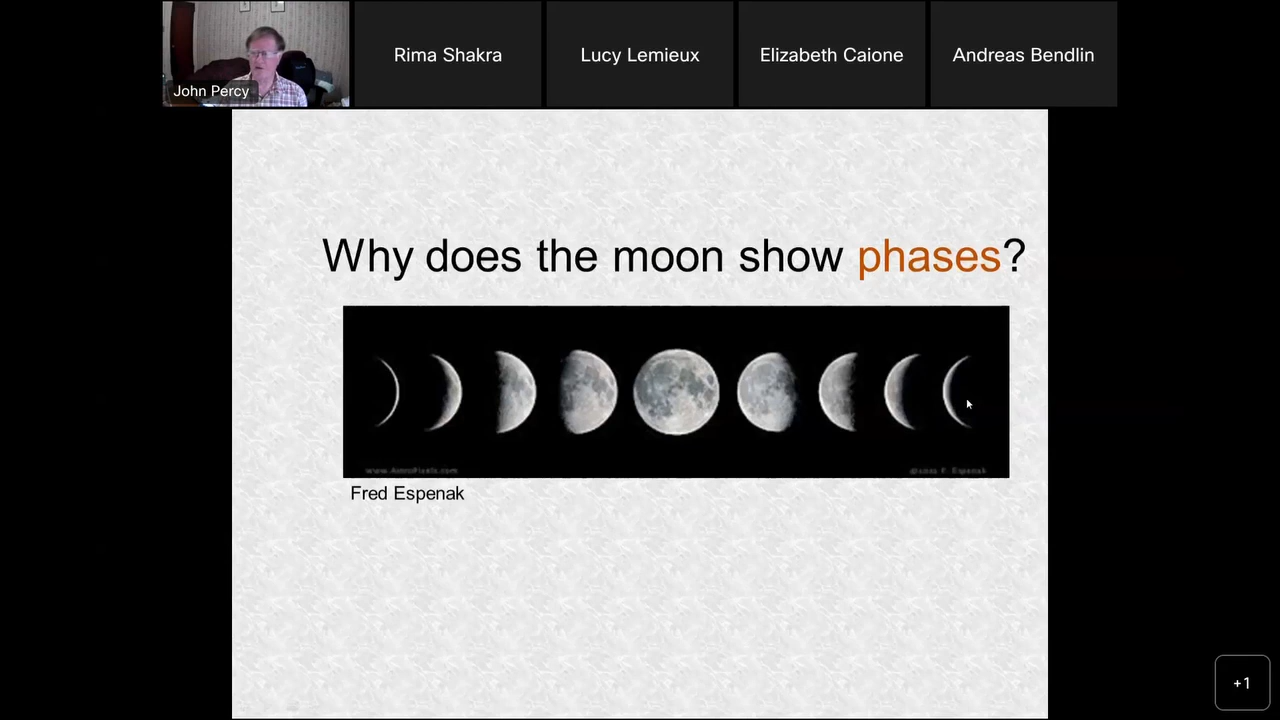 John Percy
Rima Shakra
Lucy Lemieux
Elizabeth Caione
Andreas Bendlin
Why does the moon show phases?
www.AstroPixels.com
F. Espenak
Fred Espenak
+1